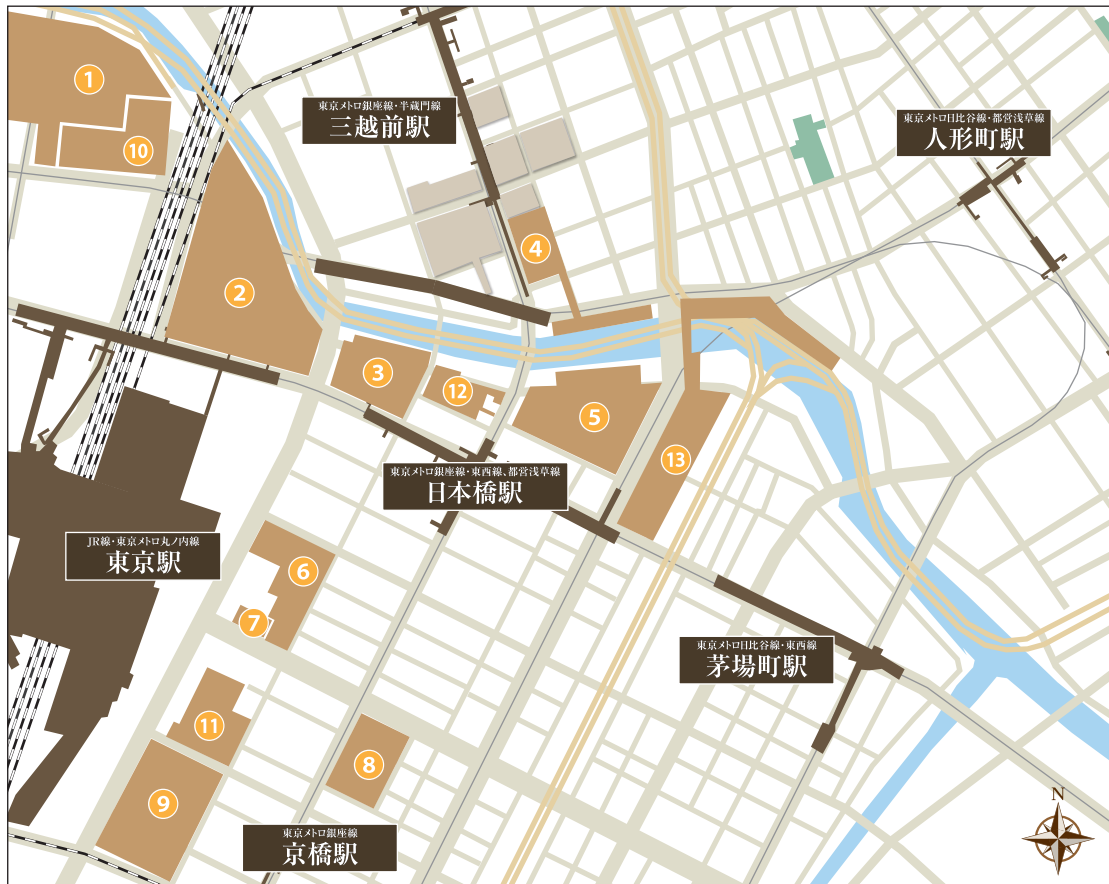 ①
⑩
東京メトロ銀座線・半蔵門線
三越前駅
東京メトロ日比谷線・都営浅草線
人形町駅
④
②
③
⑫
⑤
⑬
東京メトロ銀座線・東西線、都営浅草線
日本橋駅
JR線・東京メトロ丸ノ内線
東京駅
⑥
⑦
東京メトロ日比谷線・東西線
茅場町駅
⑪
⑧
⑨
東京メトロ銀座線
京橋駅
N